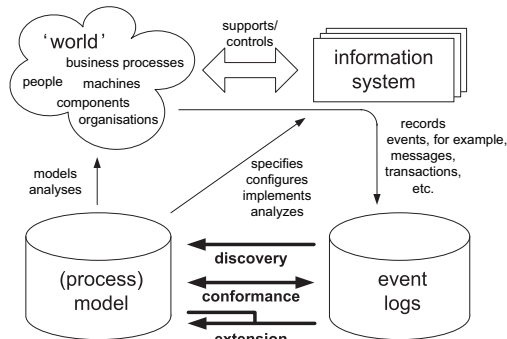 'world'
business processes
people machines
components
organisations
supports/
controls
information
system
records
events, for example,
messages,
transactions,
etc.
models
analyses
specifies
configures
implements
analyzes
(process)
model
discovery
conformance
extension
event
logs